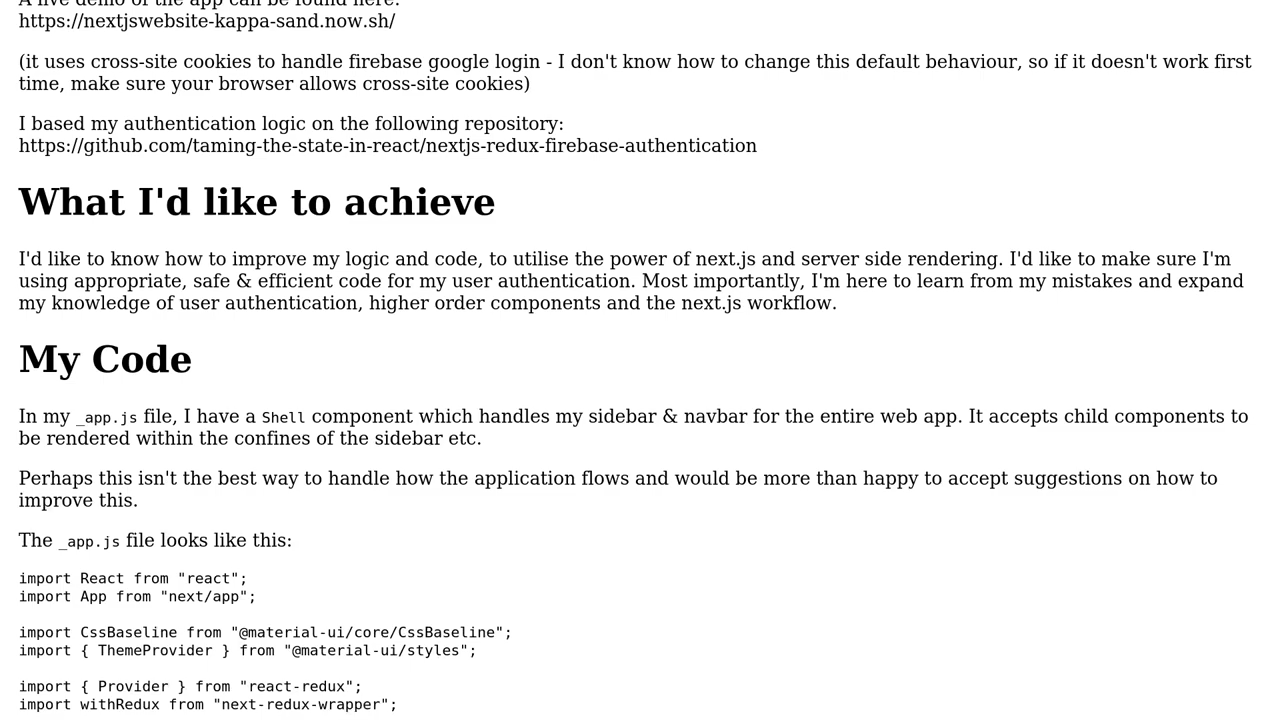 A live demo of the app can be found here:
https://nextjswebsite-kappa-sand.now.sh/
(it uses cross-site cookies to handle firebase google login - I don't know how to change this default behaviour, so if it doesn't work first
time, make sure your browser allows cross-site cookies)
I based my authentication logic on the following repository:
https://github.com/taming-the-state-in-react/nextjs-redux-firebase-authentication
What I'd like to achieve
I'd like to know how to improve my logic and code, to utilise the power of next.js and server side rendering. I'd like to make sure I'm
using appropriate, safe & efficient code for my user authentication. Most importantly, I'm here to learn from my mistakes and expand
my knowledge of user authentication, higher order components and the next.js workflow.
My Code
In my _app.js file, I have a Shell component which handles my sidebar & navbar for the entire web app. It accepts child components to
be rendered within the confines of the sidebar etc.
Perhaps this isn't the best way to handle how the application flows and would be more than happy to accept suggestions on how to
improve this.
The _app.js file looks like this:
import React from "react";
import App from "next/app";
import CssBaseline from "@material-ui/core/CssBaseline";
import { ThemeProvider } from "@material-ui/styles";
import { Provider } from "react-redux";
import withRedux from "next-redux-wrapper";